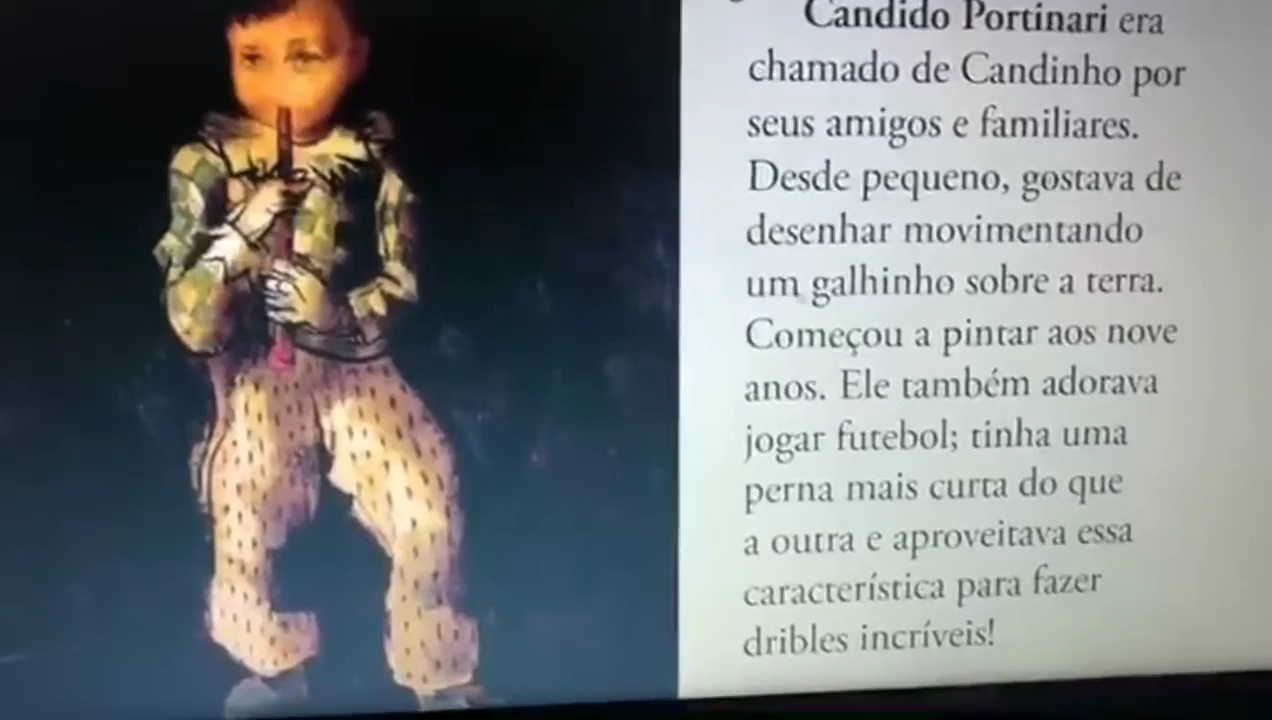 Candido Portinari era
chamado de Candinho por
seus amigos e familiares.
Desde pequeno, gostava de
desenhar movimentando
um galhinho sobre a terra.
Começou a pintar aos nove
anos. Ele também adorava
jogar futebol; tinha uma
perna mais curta do que
a outra e aproveitava essa
característica para fazer
dribles incríveis!